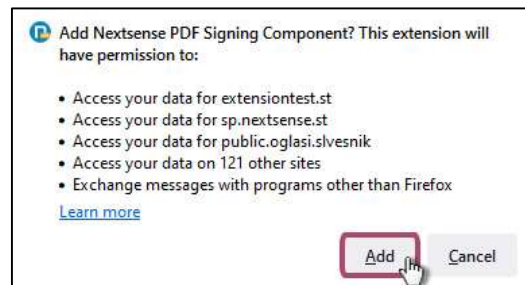 Add Nextsense PDF Signing Component? This extension will
have permission to:
• Access your data for extensiontest.st
• Access your data for sp.nextsense.st
• Access your data for public.oglasi.slvesnik
• Access your data on 121 other sites
• Exchange messages with programs other than Firefox
Learn more
Add Cancel